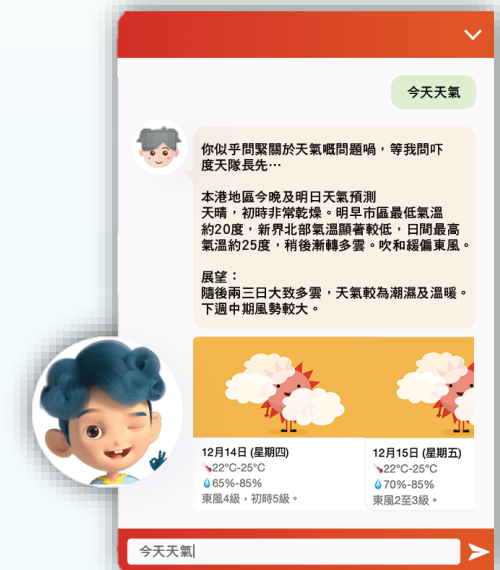 今天天氣
你似乎問緊關於天氣嘅問題喎，等我問吓
度天隊長先…
本港地區今晚及明日天氣預測
天晴，初時非常乾燥。明早市區最低氣溫
約20度，新界北部氣溫顯著較低，日間最高
氣溫約25度，稍後漸轉多雲。吹和緩偏東風。
展望：
隨後兩三日大致多雲，天氣較為潮濕及溫暖。
下週中期風勢較大。
12月14日 (星期四)
22°C-25°C
65%-85%
東風4級，初時5級。
12月15日 (星期五)
22°C-25°C
70%-85%
東風2至3級。
今天天氣